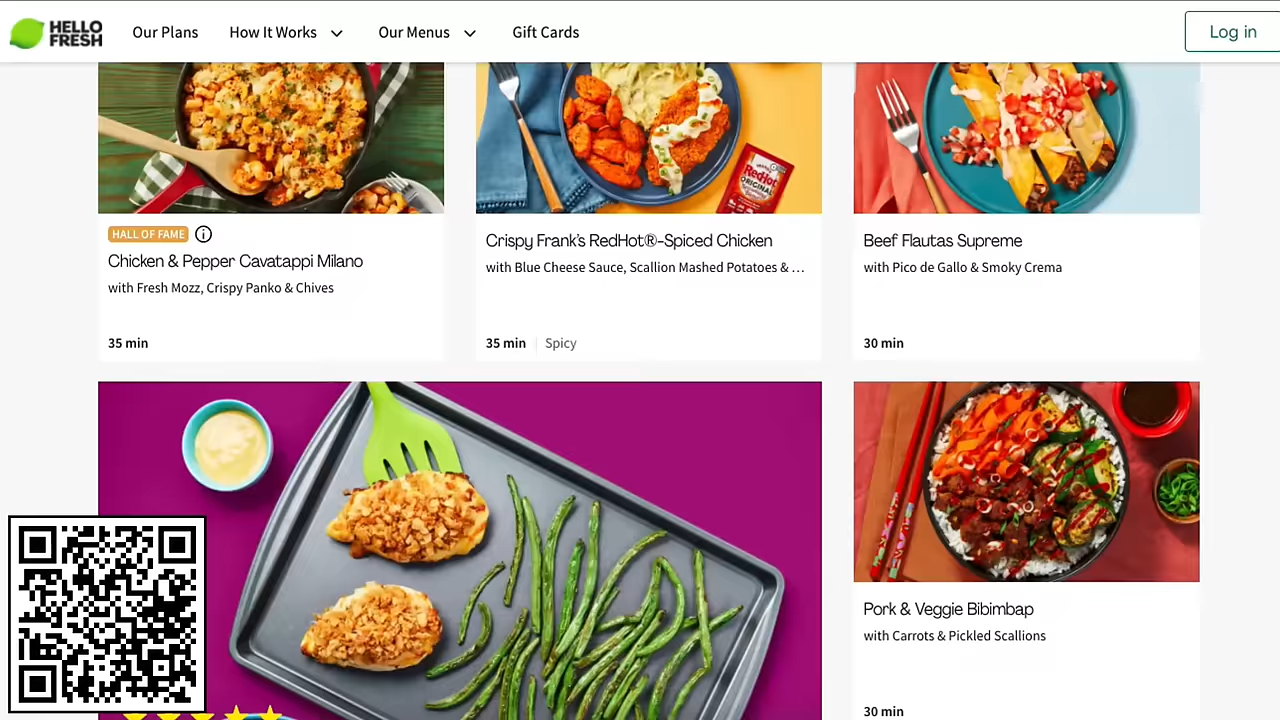 HELLO
FRESH
Our Plans
How It Works
Our Menus
Gift Cards
Log in
RedHot
ORIGINAL
HALL OF FAME
Chicken & Pepper Cavatappi Milano
with Fresh Mozz, Crispy Panko & Chives
35 min
Crispy Frank's RedHot®-Spiced Chicken
with Blue Cheese Sauce, Scallion Mashed Potatoes & …
35 min
Spicy
Beef Flautas Supreme
with Pico de Gallo & Smoky Crema
30 min
Pork & Veggie Bibimbap
with Carrots & Pickled Scallions
30 min